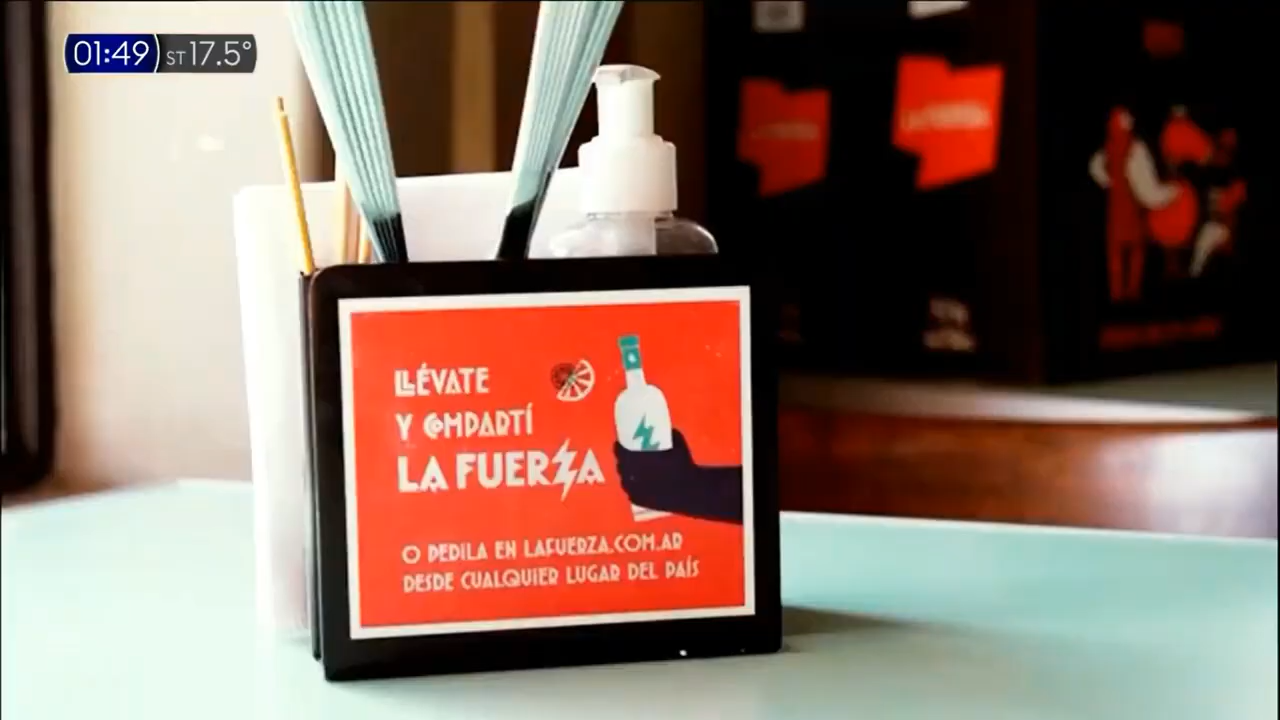 01:49 ST 17.5°
LLÉVATE
Y COMPARTÍ
LA FUERZA
O PEDILA EN LAFUERZA.COM.AR
DESDE CUALQUIER LUGAR DEL PAÍS